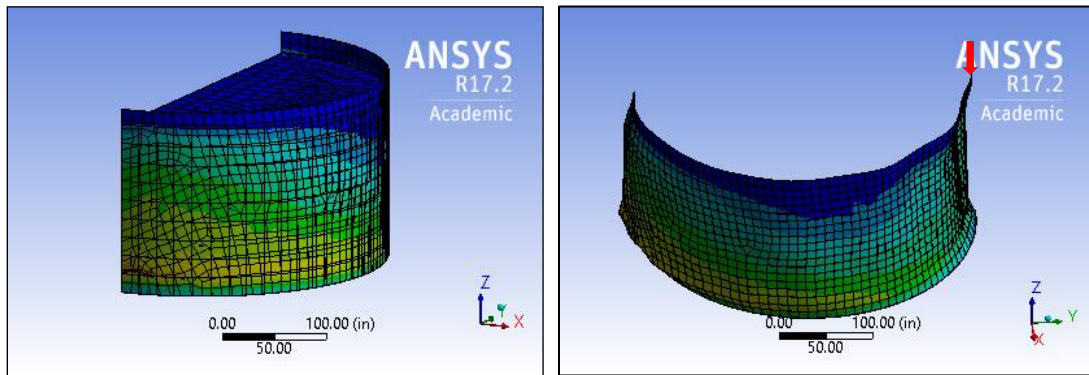 ANSYS
R17.2
Academic
Z
Y
X
0.00 100.00 (in)
50.00
ANSYS
R17.2
Academic
Z
Y
X
0.00 100.00 (in)
50.00